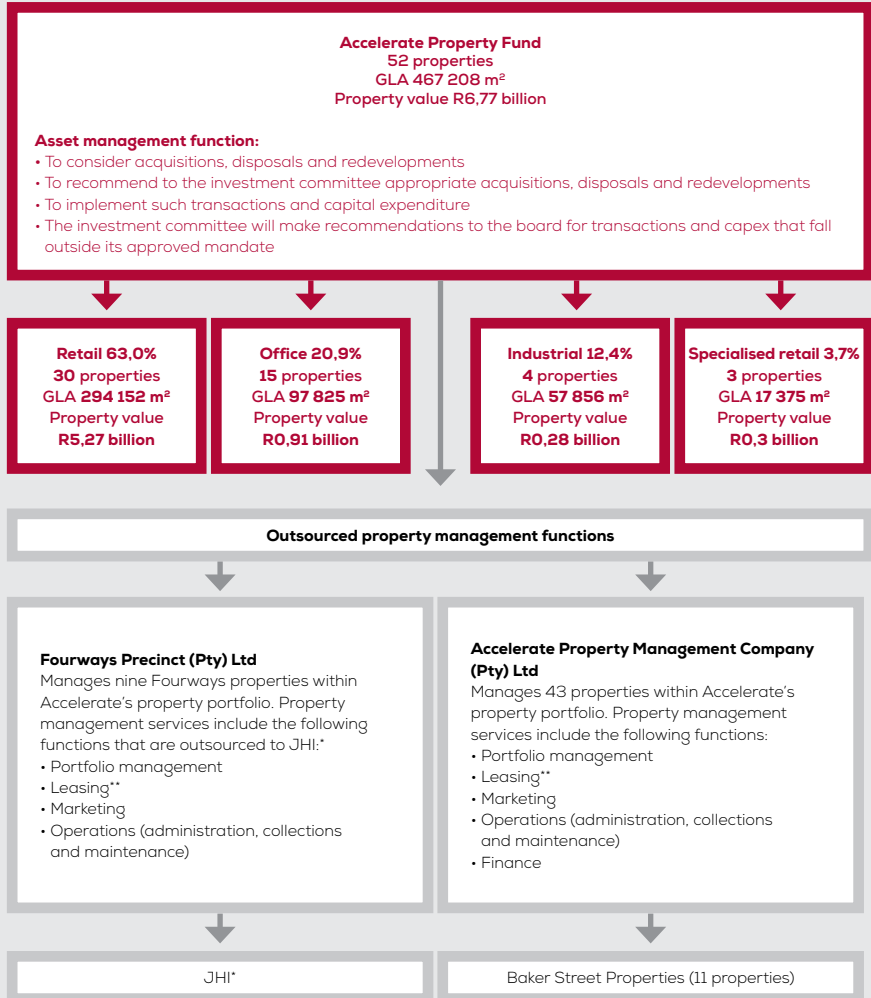 Accelerate Property Fund
52 properties
GLA 467 208 m²
Property value R6,77 billion
Asset management function:
• To consider acquisitions, disposals and redevelopments
• To recommend to the investment committee appropriate acquisitions, disposals and redevelopments
• To implement such transactions and capital expenditure
• The investment committee will make recommendations to the board for transactions and capex that fall
outside its approved mandate
Retail 63,0%
30 properties
GLA 294 152 m²
Property value
R5,27 billion
Office 20,9%
15 properties
GLA 97 825 m²
Property value
R0,91 billion
Industrial 12,4%
4 properties
GLA 57 856 m²
Property value
R0,28 billion
Specialised retail 3,7%
3 properties
GLA 17 375 m²
Property value
R0,3 billion
Outsourced property management functions
Fourways Precinct (Pty) Ltd
Manages nine Fourways properties within
Accelerate's property portfolio. Property
management services include the following
functions that are outsourced to JHI:*
• Portfolio management
• Leasing**
• Marketing
• Operations (administration, collections
and maintenance)
Accelerate Property Management Company
(Pty) Ltd
Manages 43 properties within Accelerate's
property portfolio. Property management
services include the following functions:
• Portfolio management
• Leasing**
• Marketing
• Operations (administration, collections
and maintenance)
• Finance
JHI*
Baker Street Properties (11 properties)